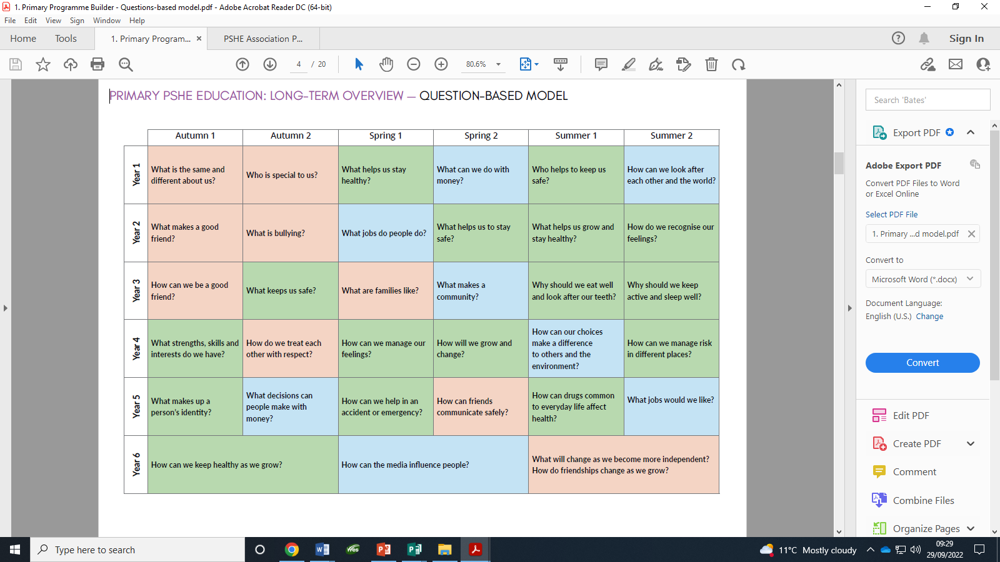 1. Primary Programme Builder - Questions-based model.pdf - Adobe Acrobat Reader DC (64-bit)
File Edit View Sign Window Help
Home Tools 1. Primary Program... × PSHE Association P... Sign In
4 / 20 80.6%
PRIMARY PSHE EDUCATION: LONG-TERM OVERVIEW — QUESTION-BASED MODEL
Autumn 1 Autumn 2 Spring 1 Spring 2 Summer 1 Summer 2
Year 1
What is the same and
different about us?
Who is special to us?
What helps us stay
healthy?
What can we do with
money?
Who helps to keep us
safe?
How can we look after
each other and the world?
Year 2
What makes a good
friend?
What is bullying?
What jobs do people do?
What helps us to stay
safe?
What helps us grow and
stay healthy?
How do we recognise our
feelings?
Year 3
How can we be a good
friend?
What keeps us safe?
What are families like?
What makes a
community?
Why should we eat well
and look after our teeth?
Why should we keep
active and sleep well?
Year 4
What strengths, skills and
interests do we have?
How do we treat each
other with respect?
How can we manage our
feelings?
How will we grow and
change?
How can our choices
make a difference
to others and the
environment?
How can we manage risk
in different places?
Year 5
What makes up a
person's identity?
What decisions can
people make with
money?
How can we help in an
accident or emergency?
How can friends
communicate safely?
How can drugs common
to everyday life affect
health?
What jobs would we like?
Year 6
How can we keep healthy as we grow?
How can the media influence people?
What will change as we become more independent?
How do friendships change as we grow?
Search 'Bates'
Export PDF
Adobe Export PDF
Convert PDF Files to Word
or Excel Online
Select PDF File
1. Primary ...d model.pdf
Convert to
Microsoft Word (*.docx)
Document Language:
English (U.S.) Change
Convert
Edit PDF
Create PDF
Comment
Combine Files
Organize Pages
Type here to search
11°C Mostly cloudy
09:29
29/09/2022